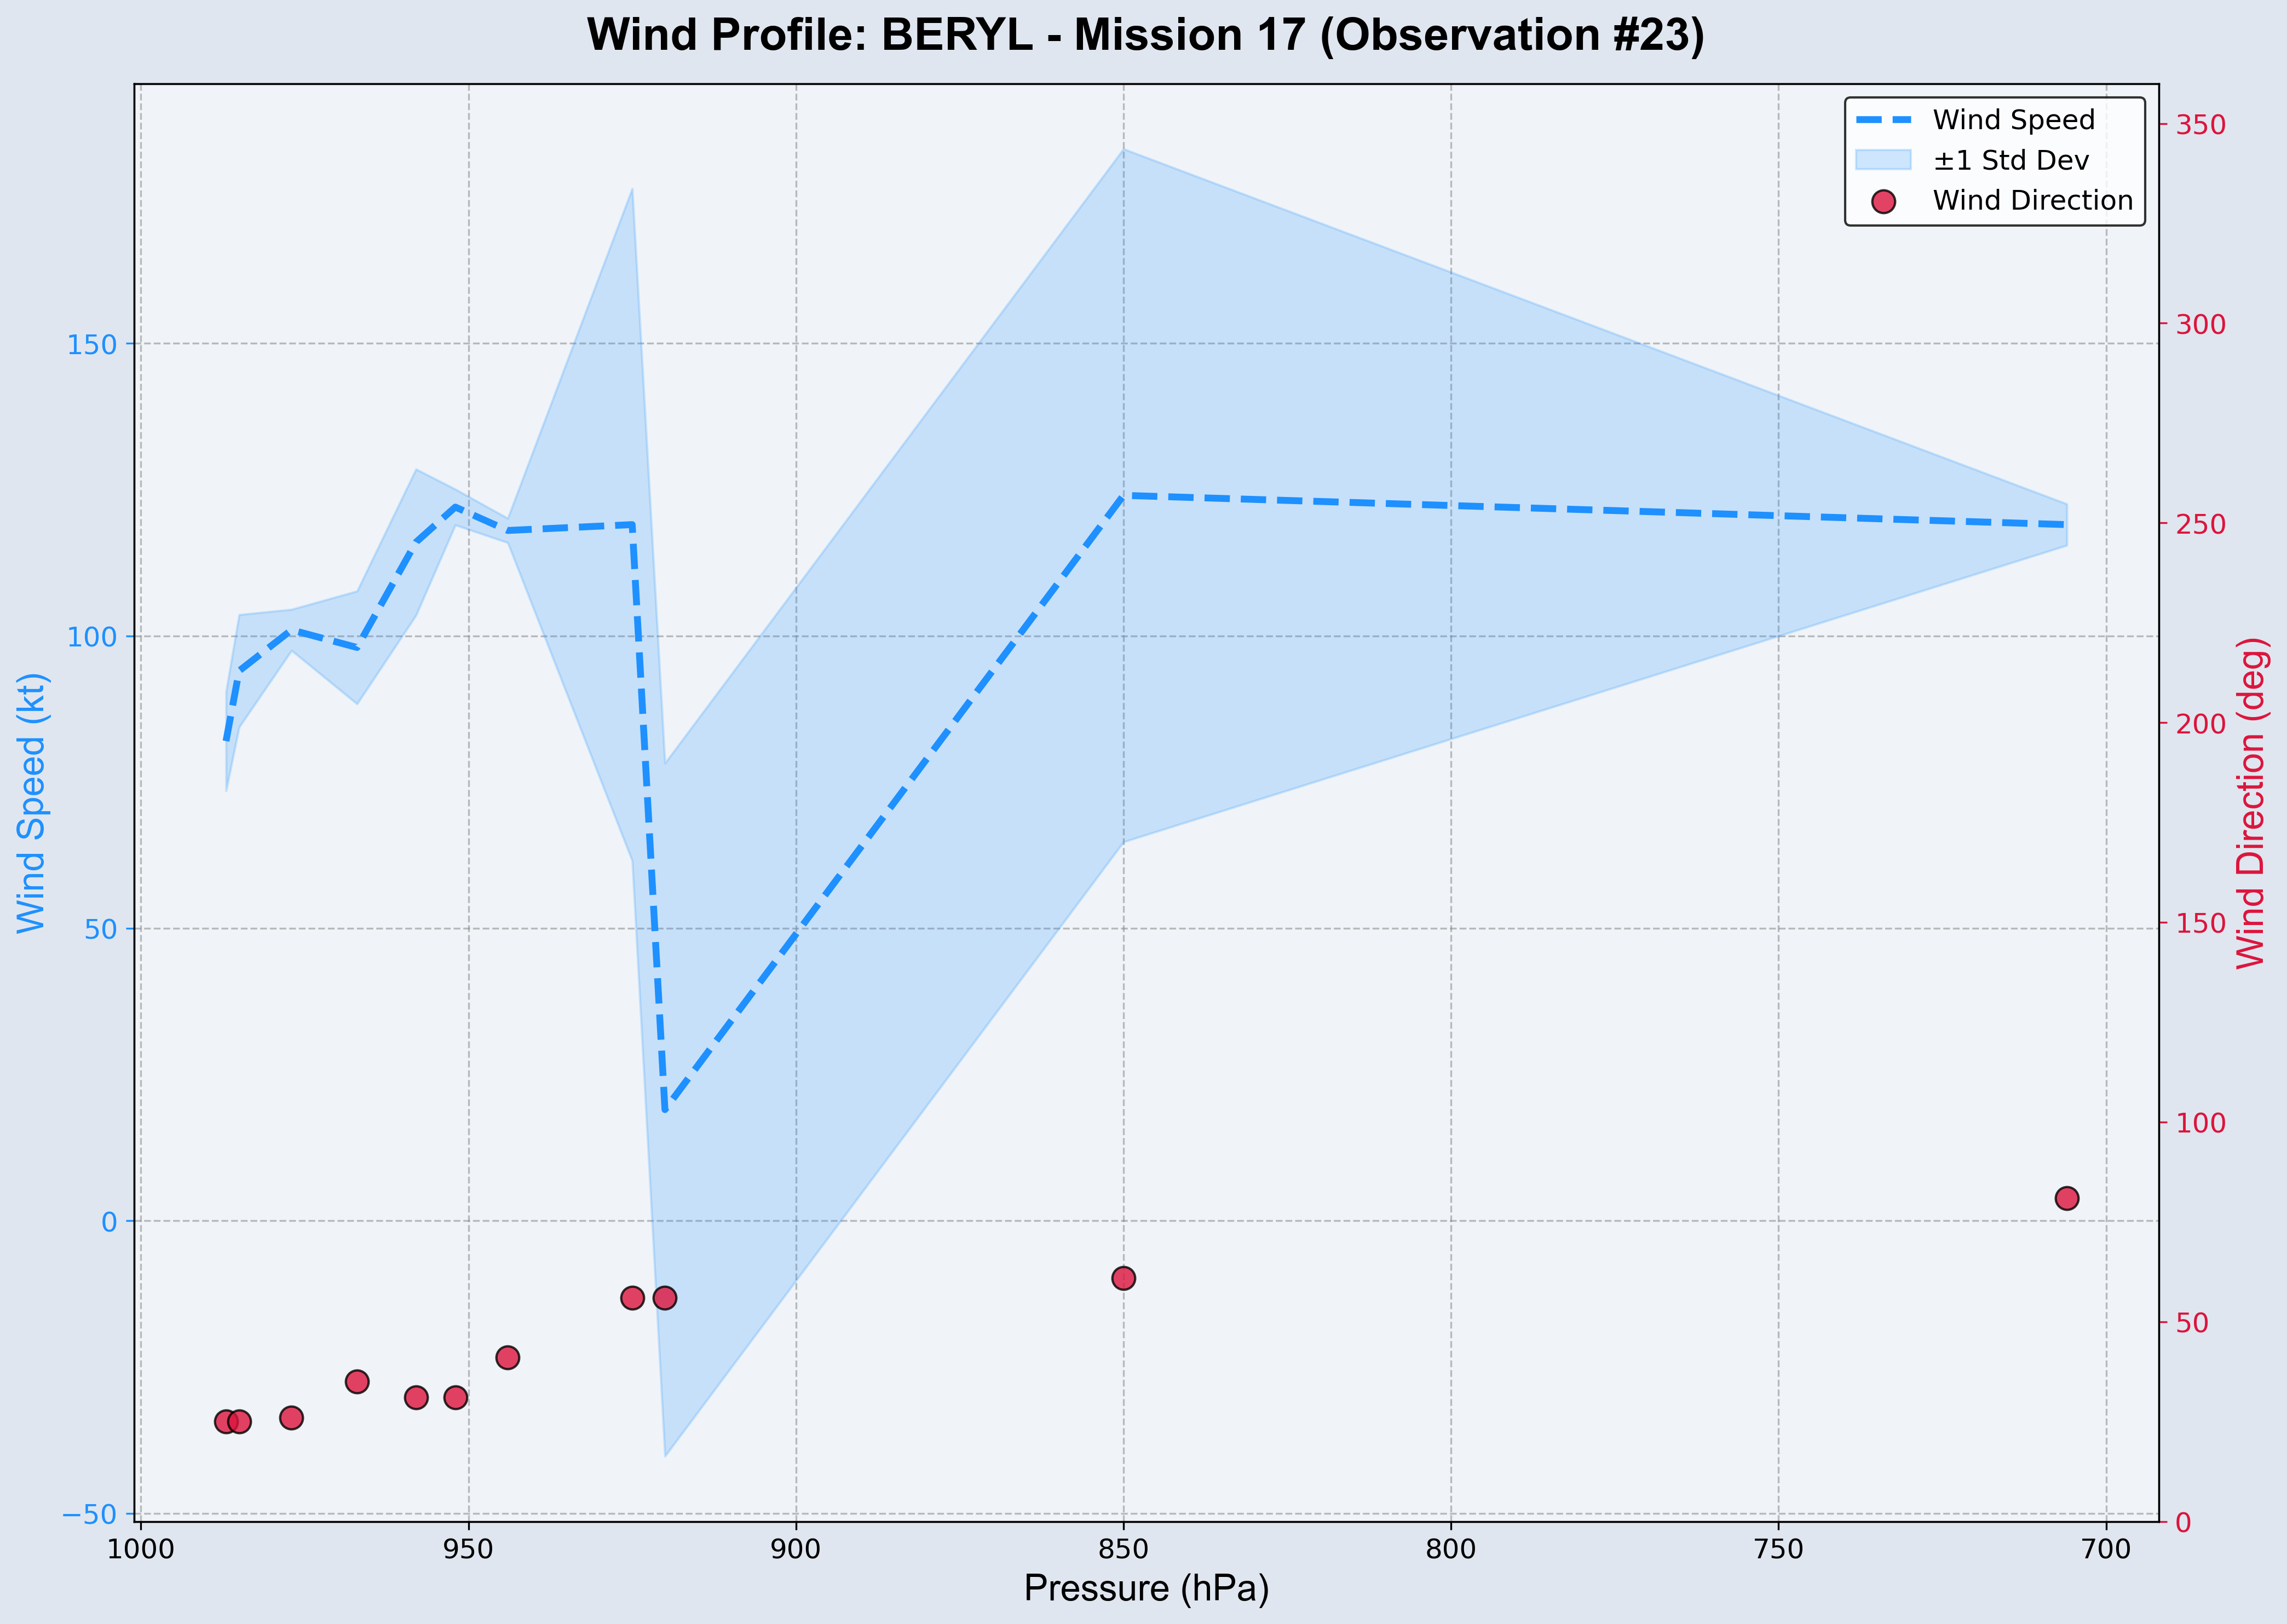 Wind Profile: BERYL - Mission 17 (Observation #23)
Wind Speed
±1 Std Dev
Wind Direction
Wind Speed (kt)
150
100
50
0
−50
350
300
250
200
150
100
50
0
Wind Direction (deg)
1000 950 900 850 800 750 700
Pressure (hPa)